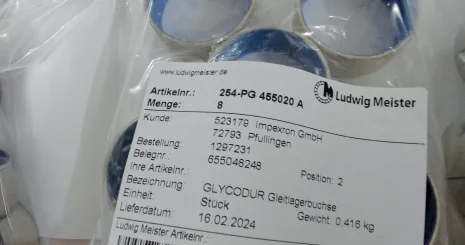 www.ludwigmeister.de
Ludwig Meister
Artikelnr.: 254-PG 455020 A
Menge: 8
Kunde: 523179 Impexron GmbH
72793 Pfullingen
Bestellung: 1297231
Belegnr.: 655048248
Ihre Artikelnr.: Position: 2
Bezeichnung: GLYCODUR Gleitlagerbuchse
Einheit: Stück Gewicht: 0,416 kg
Lieferdatum: 16.02.2024
Ludwig Meister Artikelnr.